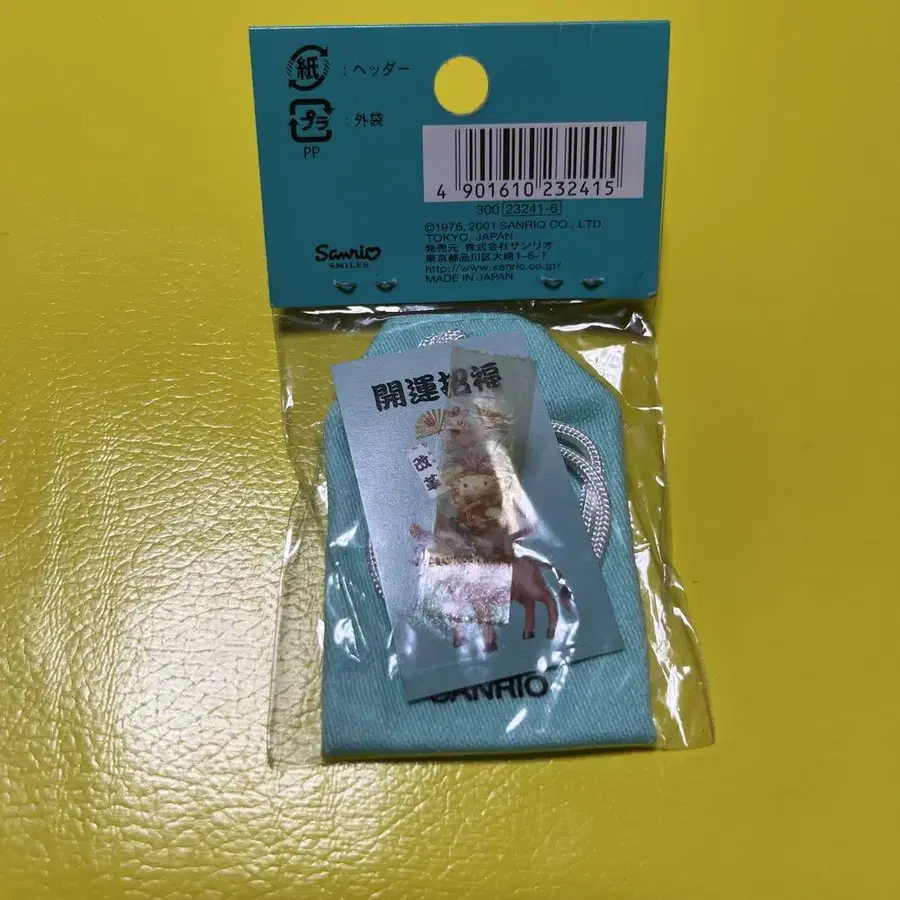 紙 : ヘッダー
プラ : 外袋
PP
4 901610 232415
300 23241-6
©1976, 2001 SANRIO CO., LTD.
TOKYO, JAPAN
発売元 株式会社サンリオ
東京都品川区大崎1-6-1
http://www.sanrio.co.jp/
MADE IN JAPAN
Sanrio
SMILES
開運招福
改革
SANRIO